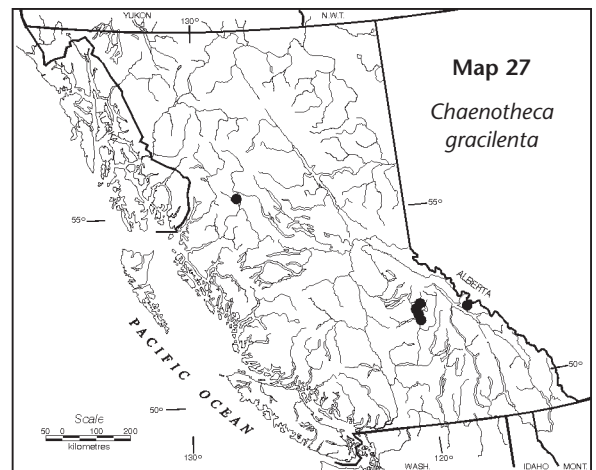 YUKON
N.W.T.
130°
Map 27
Chaenotheca
gracilenta
55°
55°
ALBERTA
PACIFIC OCEAN
50°
50°
Scale
50 0 100 200
kilometres
130°
120°
WASH.
IDAHO
MONT.